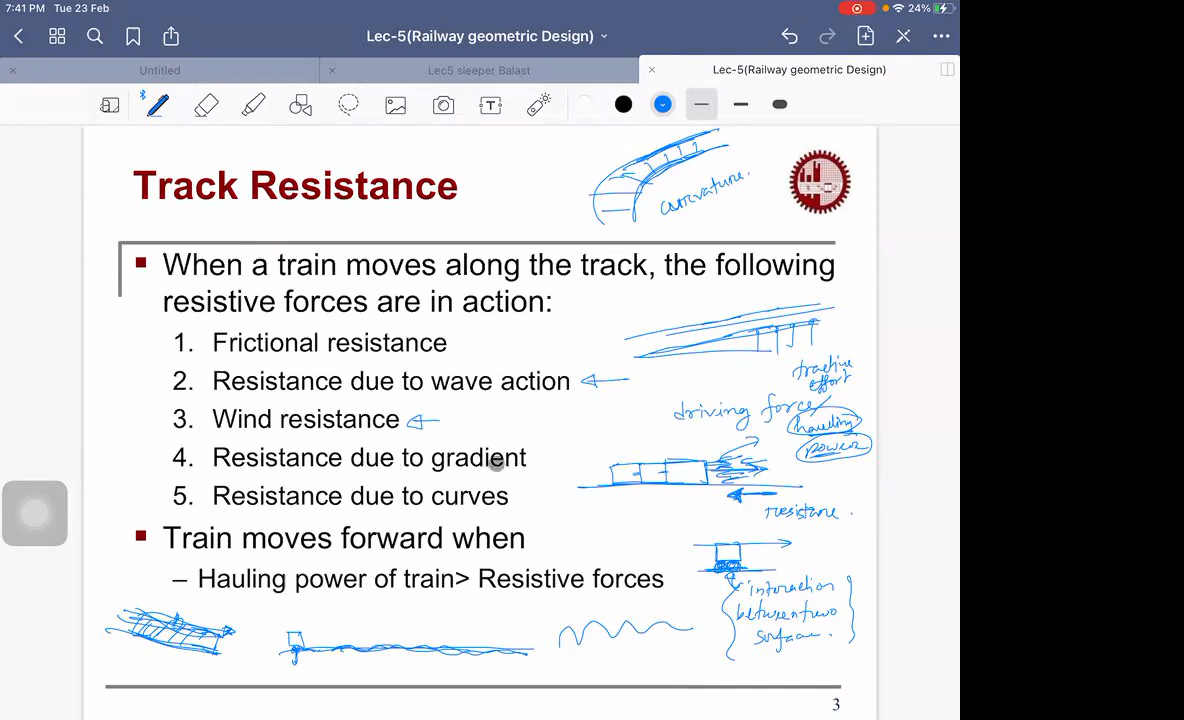 7:41 PM Tue 23 Feb
24%
Lec-5(Railway geometric Design)
Untitled
Lec5 sleeper Balast
Lec-5(Railway geometric Design)
Track Resistance
curvature.
When a train moves along the track, the following
resistive forces are in action:
1. Frictional resistance
2. Resistance due to wave action
3. Wind resistance
4. Resistance due to gradient
5. Resistance due to curves
tractive
effort
driving force/
hauling
power
resistance.
Train moves forward when
– Hauling power of train> Resistive forces
interaction
between two
surface.
3